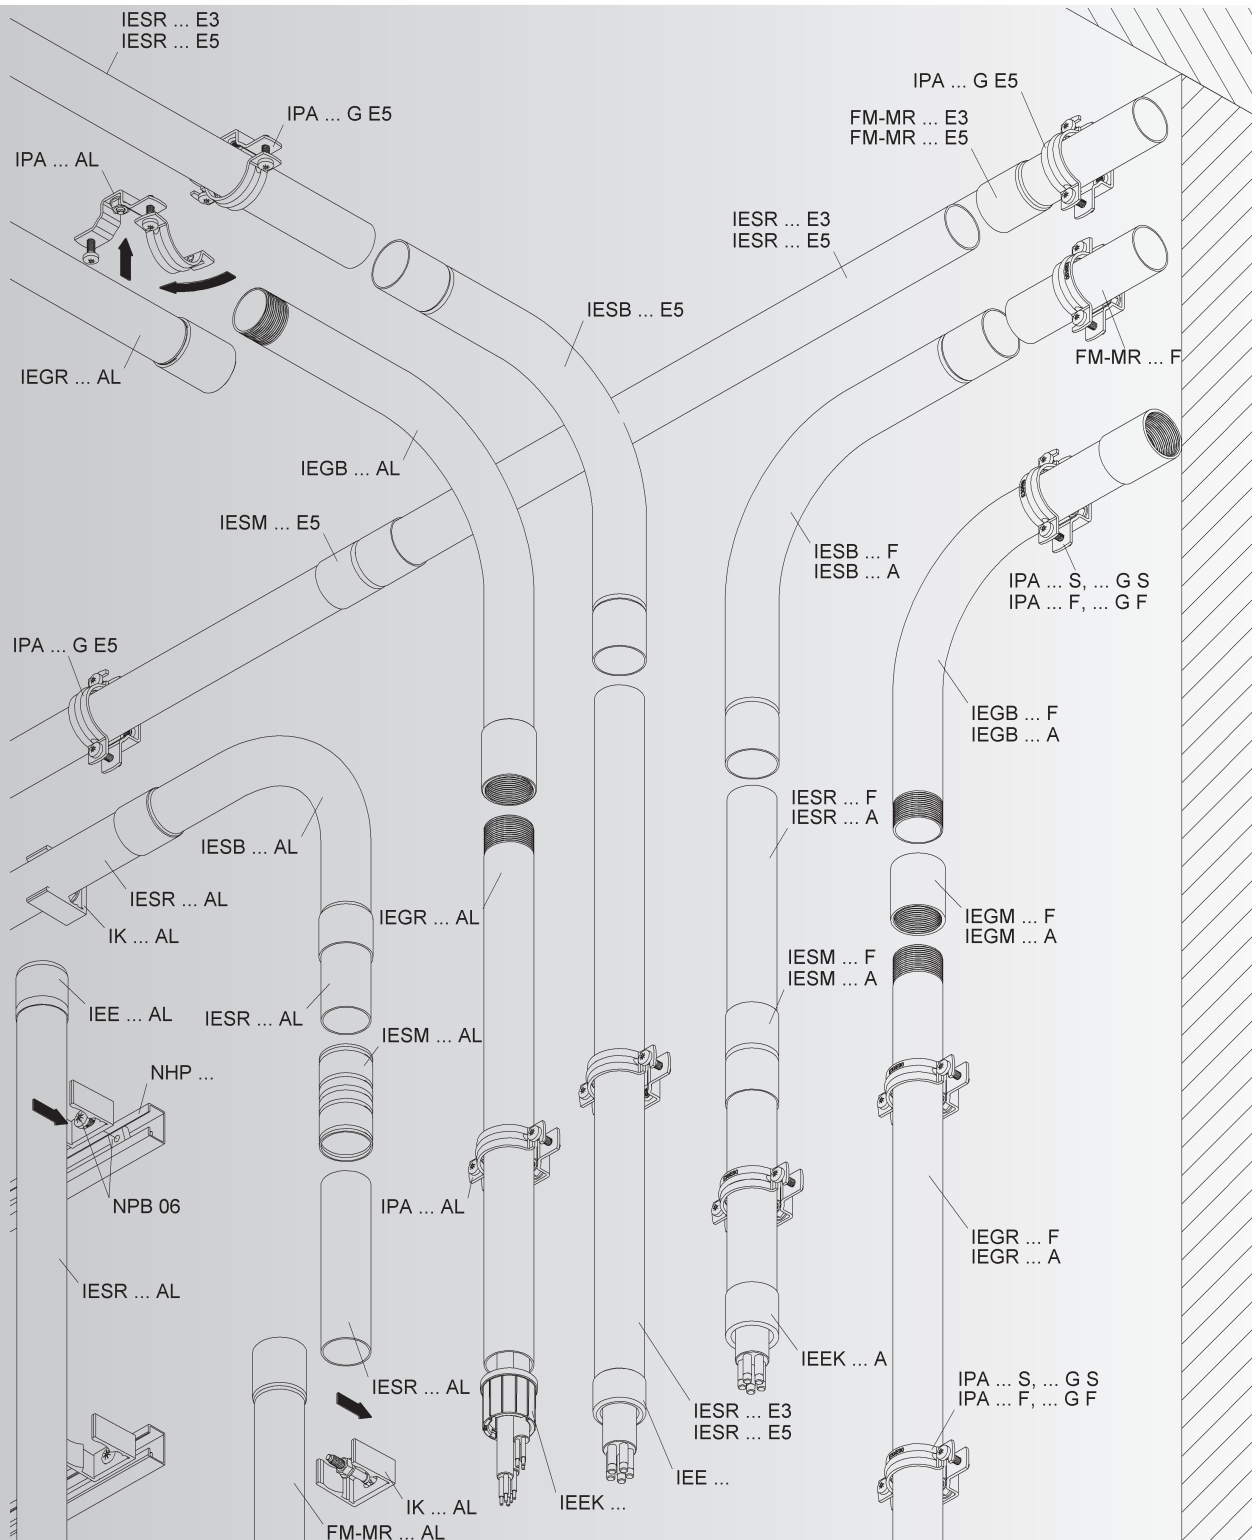 IESR ... E3
IESR ... E5
IPA ... G E5
IPA ... G E5
FM-MR ... E3
FM-MR ... E5
IPA ... AL
IESR ... E3
IESR ... E5
IESB ... E5
FM-MR ... F
IEGR ... AL
IEGB ... AL
IESM ... E5
IESB ... F
IESB ... A
IPA ... S, ... G S
IPA ... F, ... G F
IPA ... G E5
IEGB ... F
IEGB ... A
IESR ... F
IESR ... A
IESB ... AL
IESR ... AL
IEGR ... AL
IEGM ... F
IEGM ... A
IK ... AL
IESM ... F
IESM ... A
IEE ... AL
IESR ... AL
IESM ... AL
NHP ...
NPB 06
IPA ... AL
IEGR ... F
IEGR ... A
IESR ... AL
IEEK ... A
IESR ... AL
IPA ... S, ... G S
IPA ... F, ... G F
IESR ... E3
IESR ... E5
IEE ...
IEEK ...
IK ... AL
FM-MR ... AL